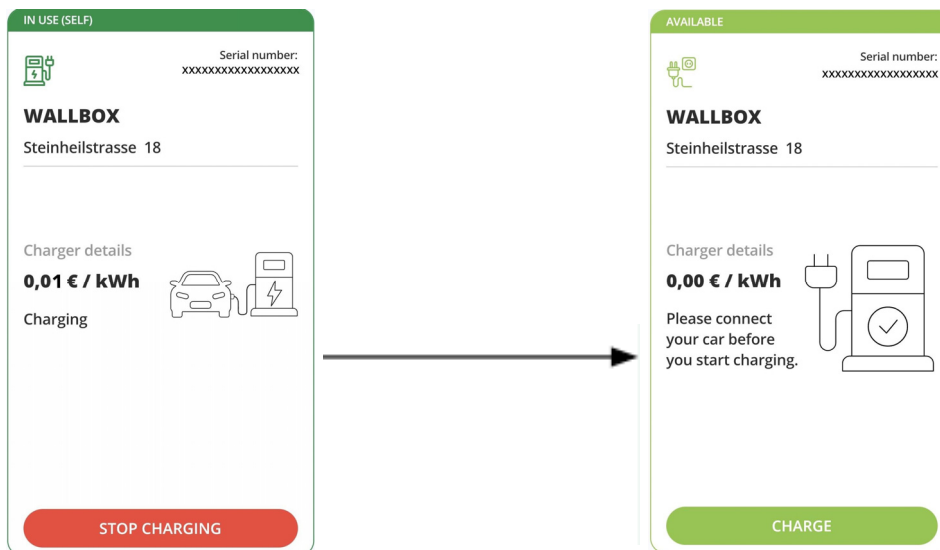 IN USE (SELF)
Serial number:
xxxxxxxxxxxxxxxxxx
WALLBOX
Steinheilstrasse 18
Charger details
0,01 € / kWh
Charging
STOP CHARGING
AVAILABLE
Serial number:
xxxxxxxxxxxxxxxxxx
WALLBOX
Steinheilstrasse 18
Charger details
0,00 € / kWh
Please connect
your car before
you start charging.
CHARGE